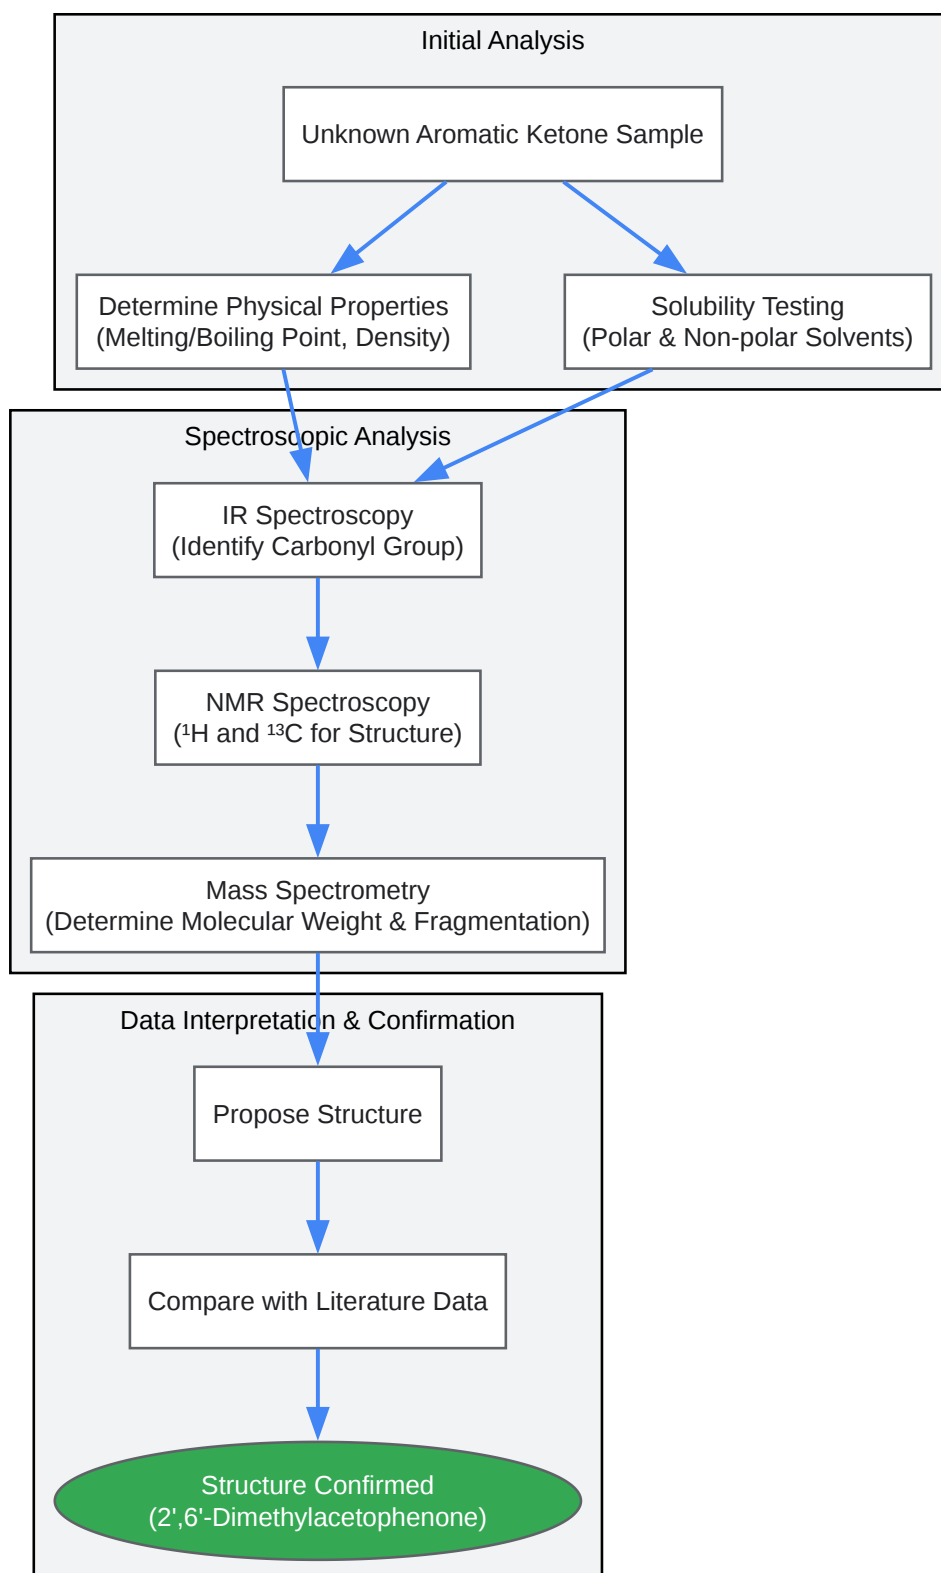 Initial Analysis
Unknown Aromatic Ketone Sample
Determine Physical Properties
(Melting/Boiling Point, Density)
Solubility Testing
(Polar & Non-polar Solvents)
Spectroscopic Analysis
IR Spectroscopy
(Identify Carbonyl Group)
NMR Spectroscopy
(¹H and ¹³C for Structure)
Mass Spectrometry
(Determine Molecular Weight & Fragmentation)
Data Interpretation & Confirmation
Propose Structure
Compare with Literature Data
Structure Confirmed
(2',6'-Dimethylacetophenone)